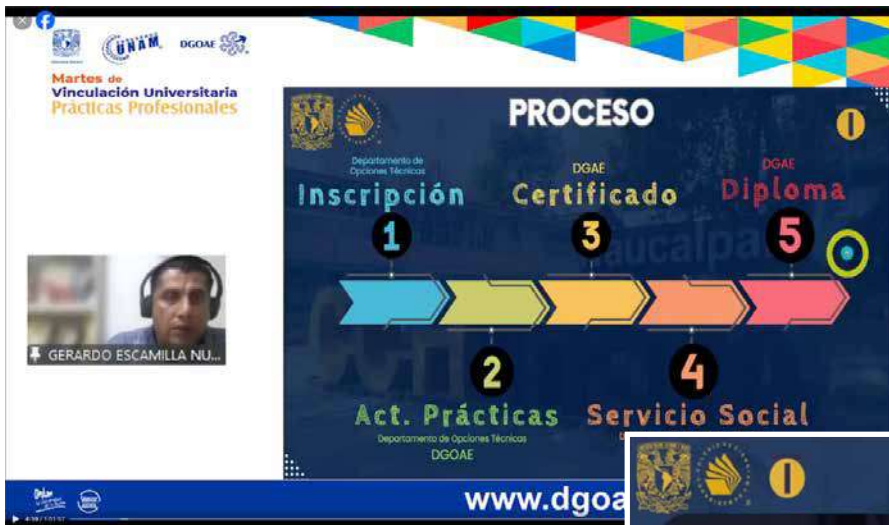 UNAM
DGOAE
Martes de
Vinculación Universitaria
Prácticas Profesionales
PROCESO
Departamento de
Opciones Técnicas
Inscripción
1
DGAE
Certificado
3
DGAE
Diploma
5
GERARDO ESCAMILLA NU...
2
Act. Prácticas
Departamento de Opciones Técnicas
DGOAE
4
Servicio Social
www.dgoa